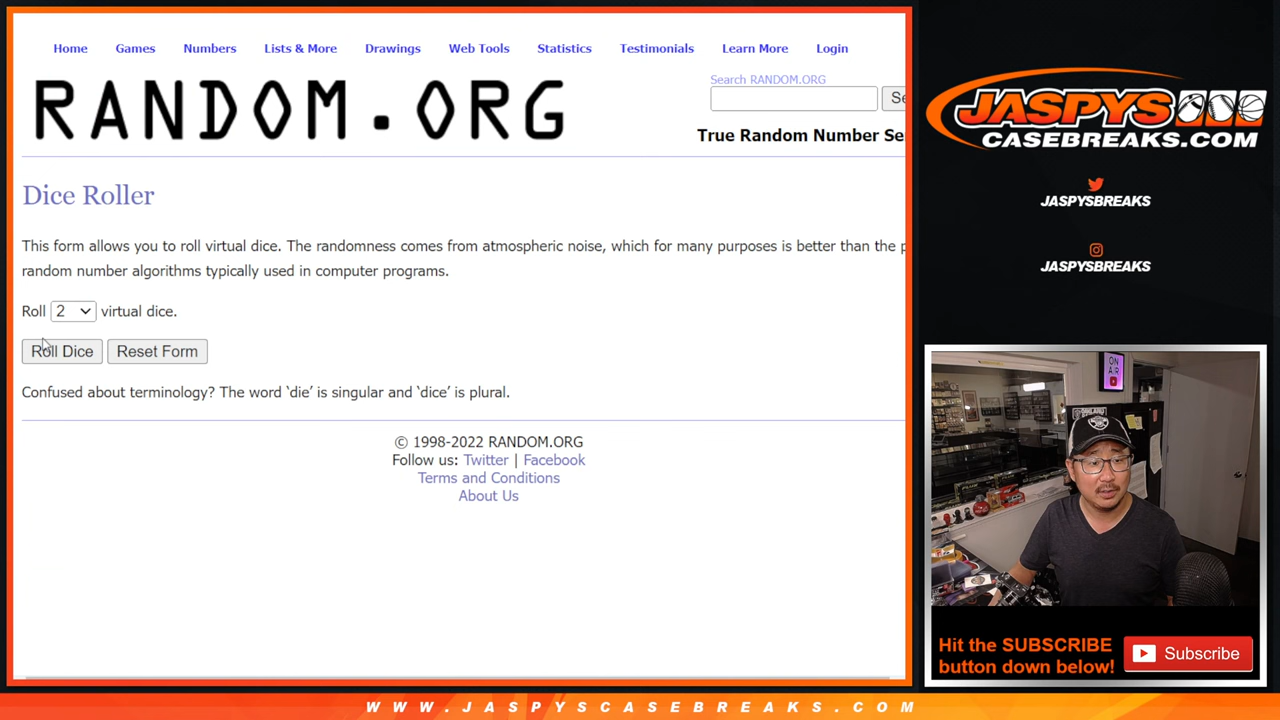 Home Games Numbers Lists & More Drawings Web Tools Statistics Testimonials Learn More Login
RANDOM.ORG
Search RANDOM.ORG
Se
True Random Number Se
Dice Roller
This form allows you to roll virtual dice. The randomness comes from atmospheric noise, which for many purposes is better than the p
random number algorithms typically used in computer programs.
Roll 2 virtual dice.
Roll Dice Reset Form
Confused about terminology? The word ‘die’ is singular and ‘dice’ is plural.
© 1998-2022 RANDOM.ORG
Follow us: Twitter | Facebook
Terms and Conditions
About Us
JASPYS
CASEBREAKS.COM
JASPYSBREAKS
JASPYSBREAKS
ON
AIR
Hit the SUBSCRIBE
button down below!
Subscribe
WWW.JASPYSCASEBREAKS.COM